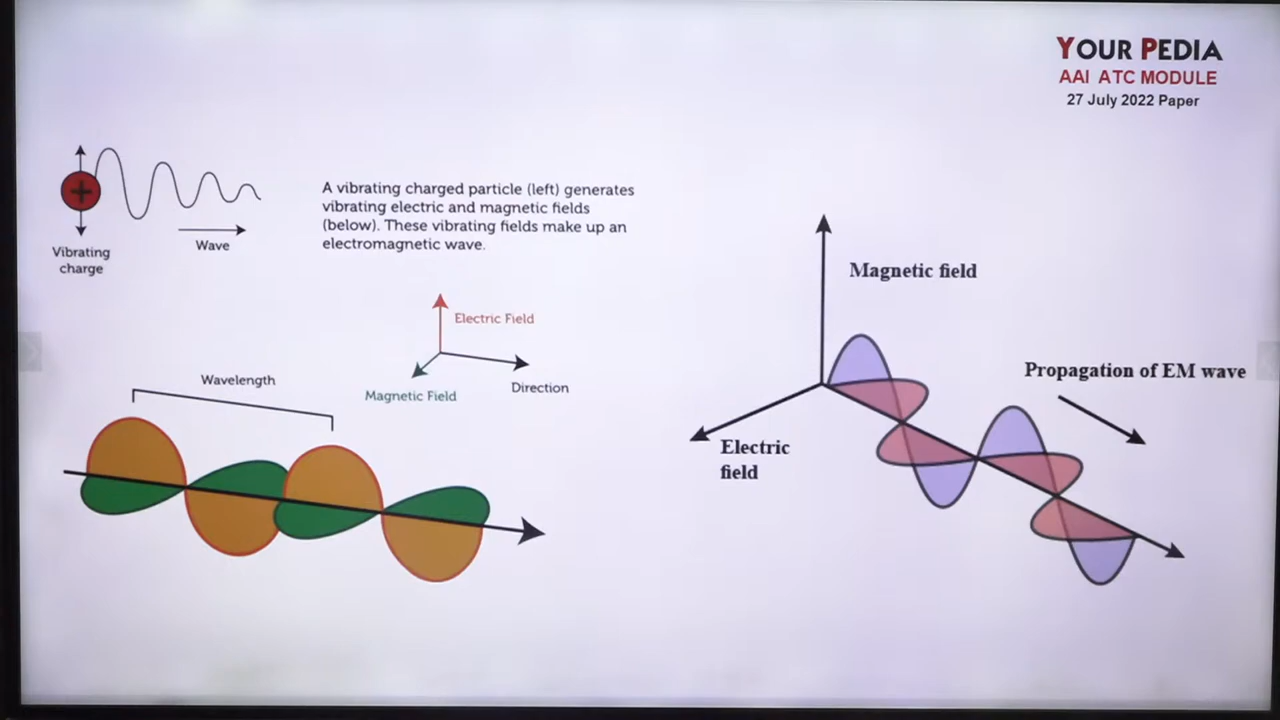 YOUR PEDIA
AAI ATC MODULE
27 July 2022 Paper
A vibrating charged particle (left) generates
vibrating electric and magnetic fields
(below). These vibrating fields make up an
electromagnetic wave.
Wave
Vibrating
charge
Electric Field
Magnetic Field
Direction
Wavelength
Magnetic field
Propagation of EM wave
Electric
field